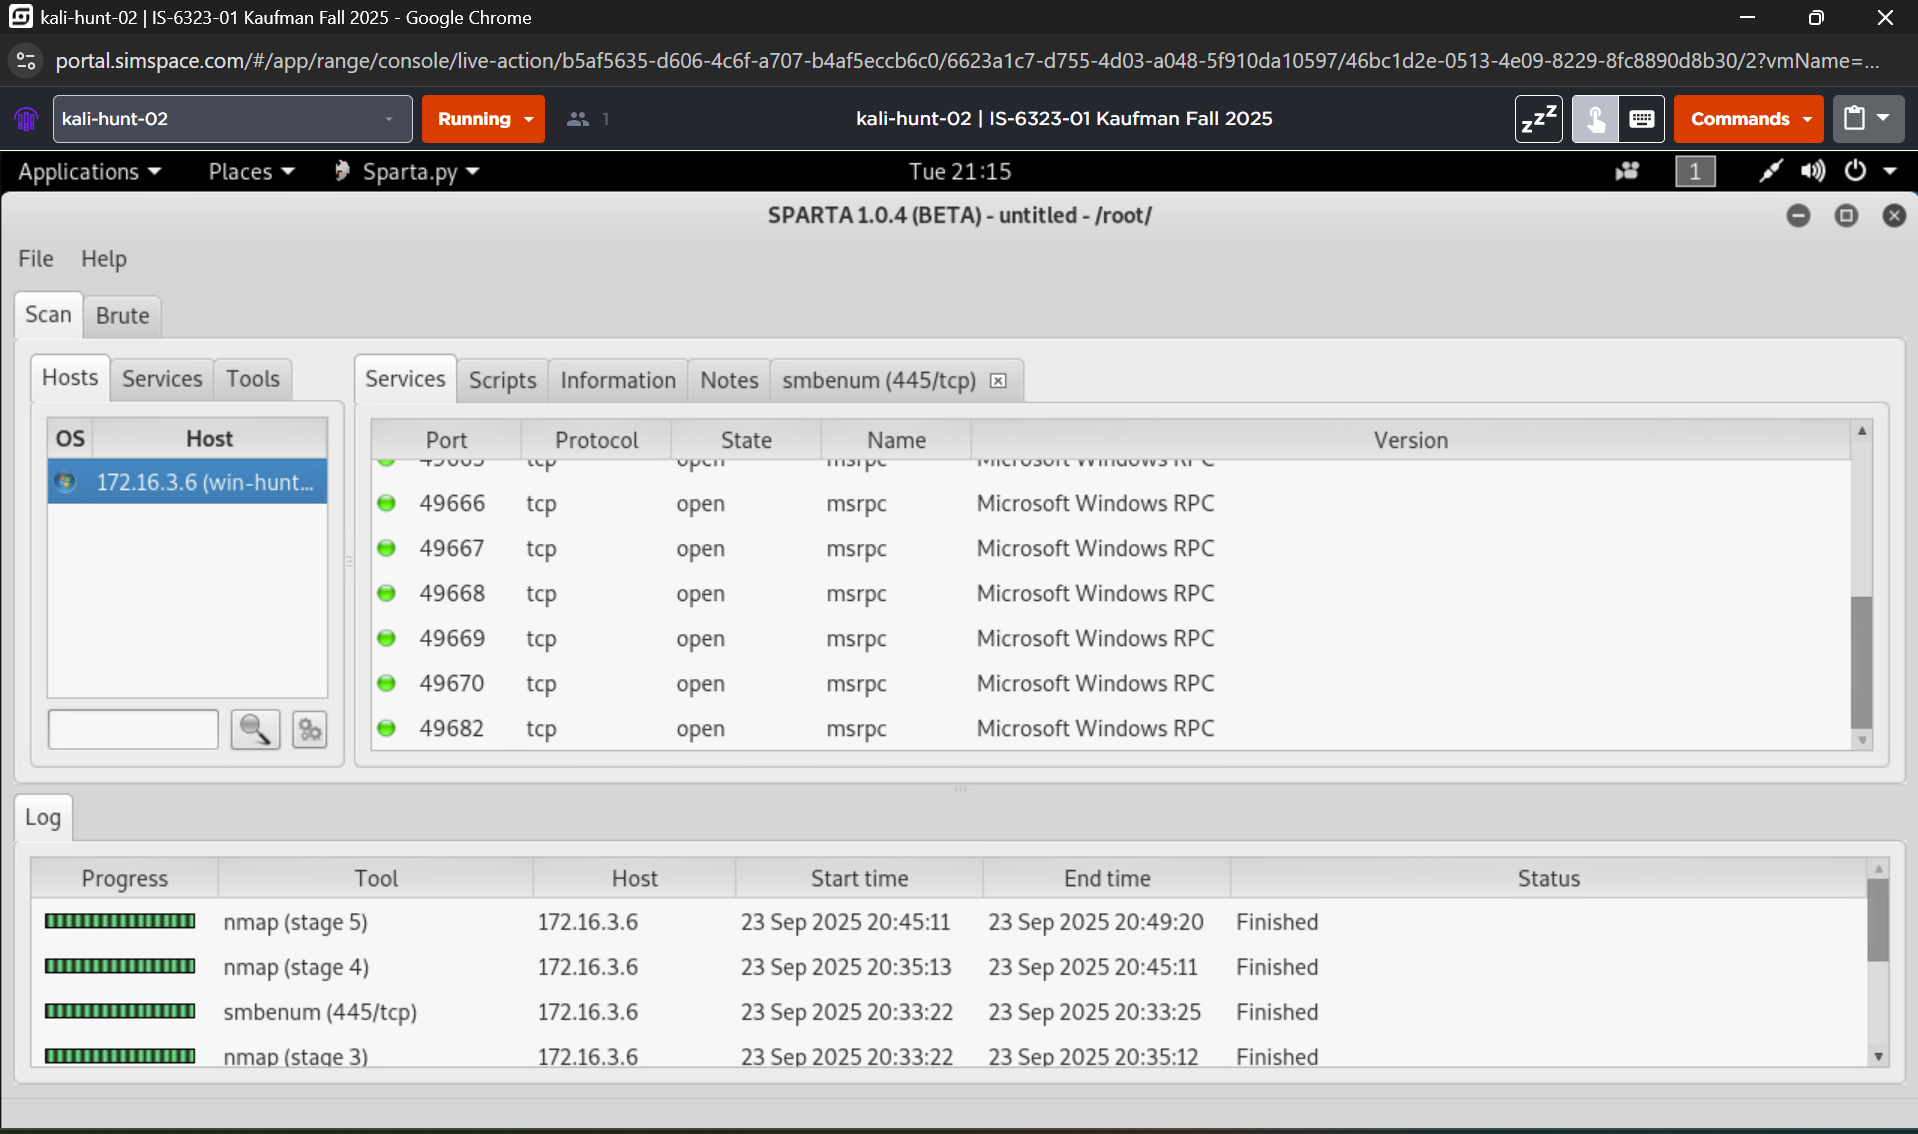 kali-hunt-02 | IS-6323-01 Kaufman Fall 2025 - Google Chrome
portal.simspace.com/#/app/range/console/live-action/b5af5635-d606-4c6f-a707-b4af5eccb6c0/6623a1c7-d755-4d03-a048-5f910da10597/46bc1d2e-0513-4e09-8229-8fc8890d8b30/2?vmName=...
kali-hunt-02 Running 1 kali-hunt-02 | IS-6323-01 Kaufman Fall 2025 zzZ Commands
Applications Places Sparta.py Tue 21:15 1
SPARTA 1.0.4 (BETA) - untitled - /root/
File Help
Scan Brute
Hosts Services Tools Services Scripts Information Notes smbenum (445/tcp)
OS Host Port Protocol State Name Version
172.16.3.6 (win-hunt... 49665 tcp open msrpc Microsoft Windows RPC
49666 tcp open msrpc Microsoft Windows RPC
49667 tcp open msrpc Microsoft Windows RPC
49668 tcp open msrpc Microsoft Windows RPC
49669 tcp open msrpc Microsoft Windows RPC
49670 tcp open msrpc Microsoft Windows RPC
49682 tcp open msrpc Microsoft Windows RPC
Log
Progress Tool Host Start time End time Status
nmap (stage 5) 172.16.3.6 23 Sep 2025 20:45:11 23 Sep 2025 20:49:20 Finished
nmap (stage 4) 172.16.3.6 23 Sep 2025 20:35:13 23 Sep 2025 20:45:11 Finished
smbenum (445/tcp) 172.16.3.6 23 Sep 2025 20:33:22 23 Sep 2025 20:33:25 Finished
nmap (stage 3) 172.16.3.6 23 Sep 2025 20:33:22 23 Sep 2025 20:35:12 Finished